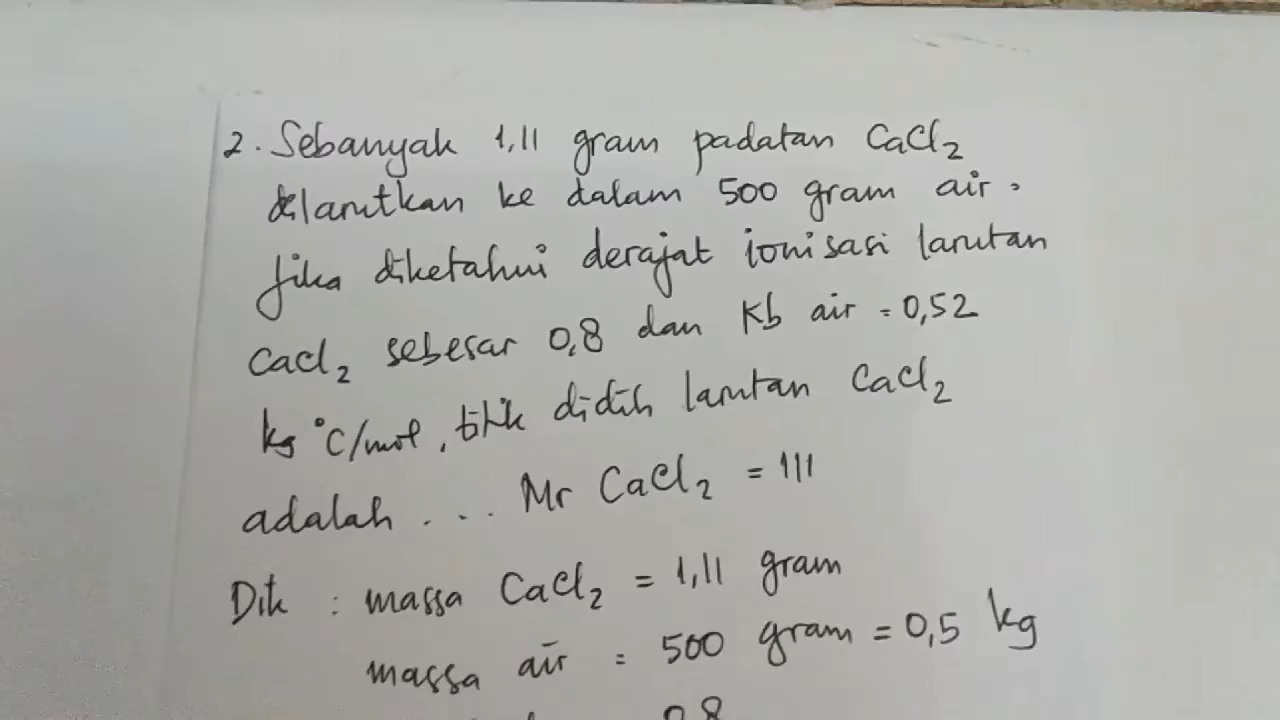 2. Sebanyak 1,11 gram padatan CaCl2
dilarutkan ke dalam 500 gram air.
Jika diketahui derajat ionisasi larutan
CaCl2 sebesar 0,8 dan Kb air = 0,52
kg °C/mol, titik didih larutan CaCl2
adalah ... Mr CaCl2 = 111
Dik : massa CaCl2 = 1,11 gram
massa air = 500 gram = 0,5 kg
0,8